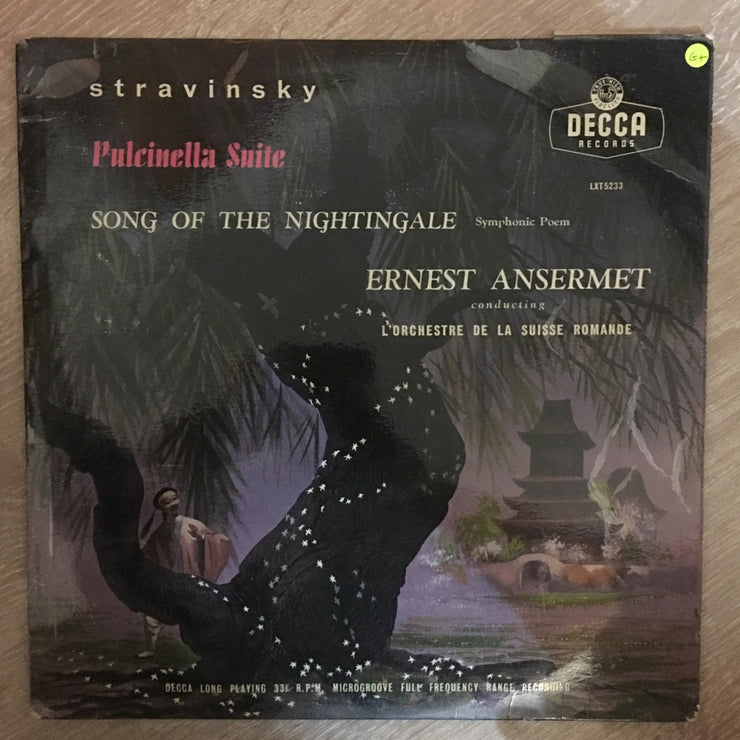 G+
stravinsky
DECCA
RECORDS
Pulcinella Suite
LXT5233
SONG OF THE NIGHTINGALE Symphonic Poem
ERNEST ANSERMET
conducting
L'ORCHESTRE DE LA SUISSE ROMANDE
DECCA LONG PLAYING 33⅓ R.P.M. MICROGROOVE FULL FREQUENCY RANGE RECORDING